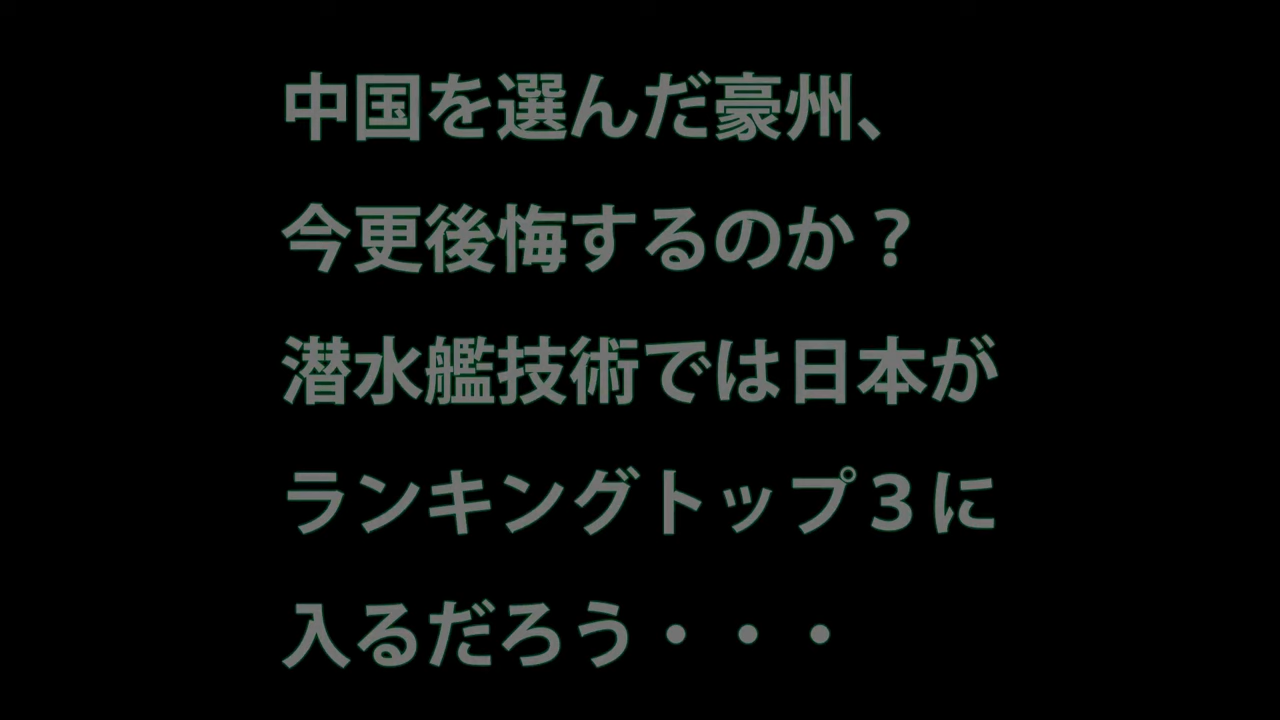 中国を選んだ豪州、
今更後悔するのか？
潜水艦技術では日本が
ランキングトップ３に
入るだろう・・・